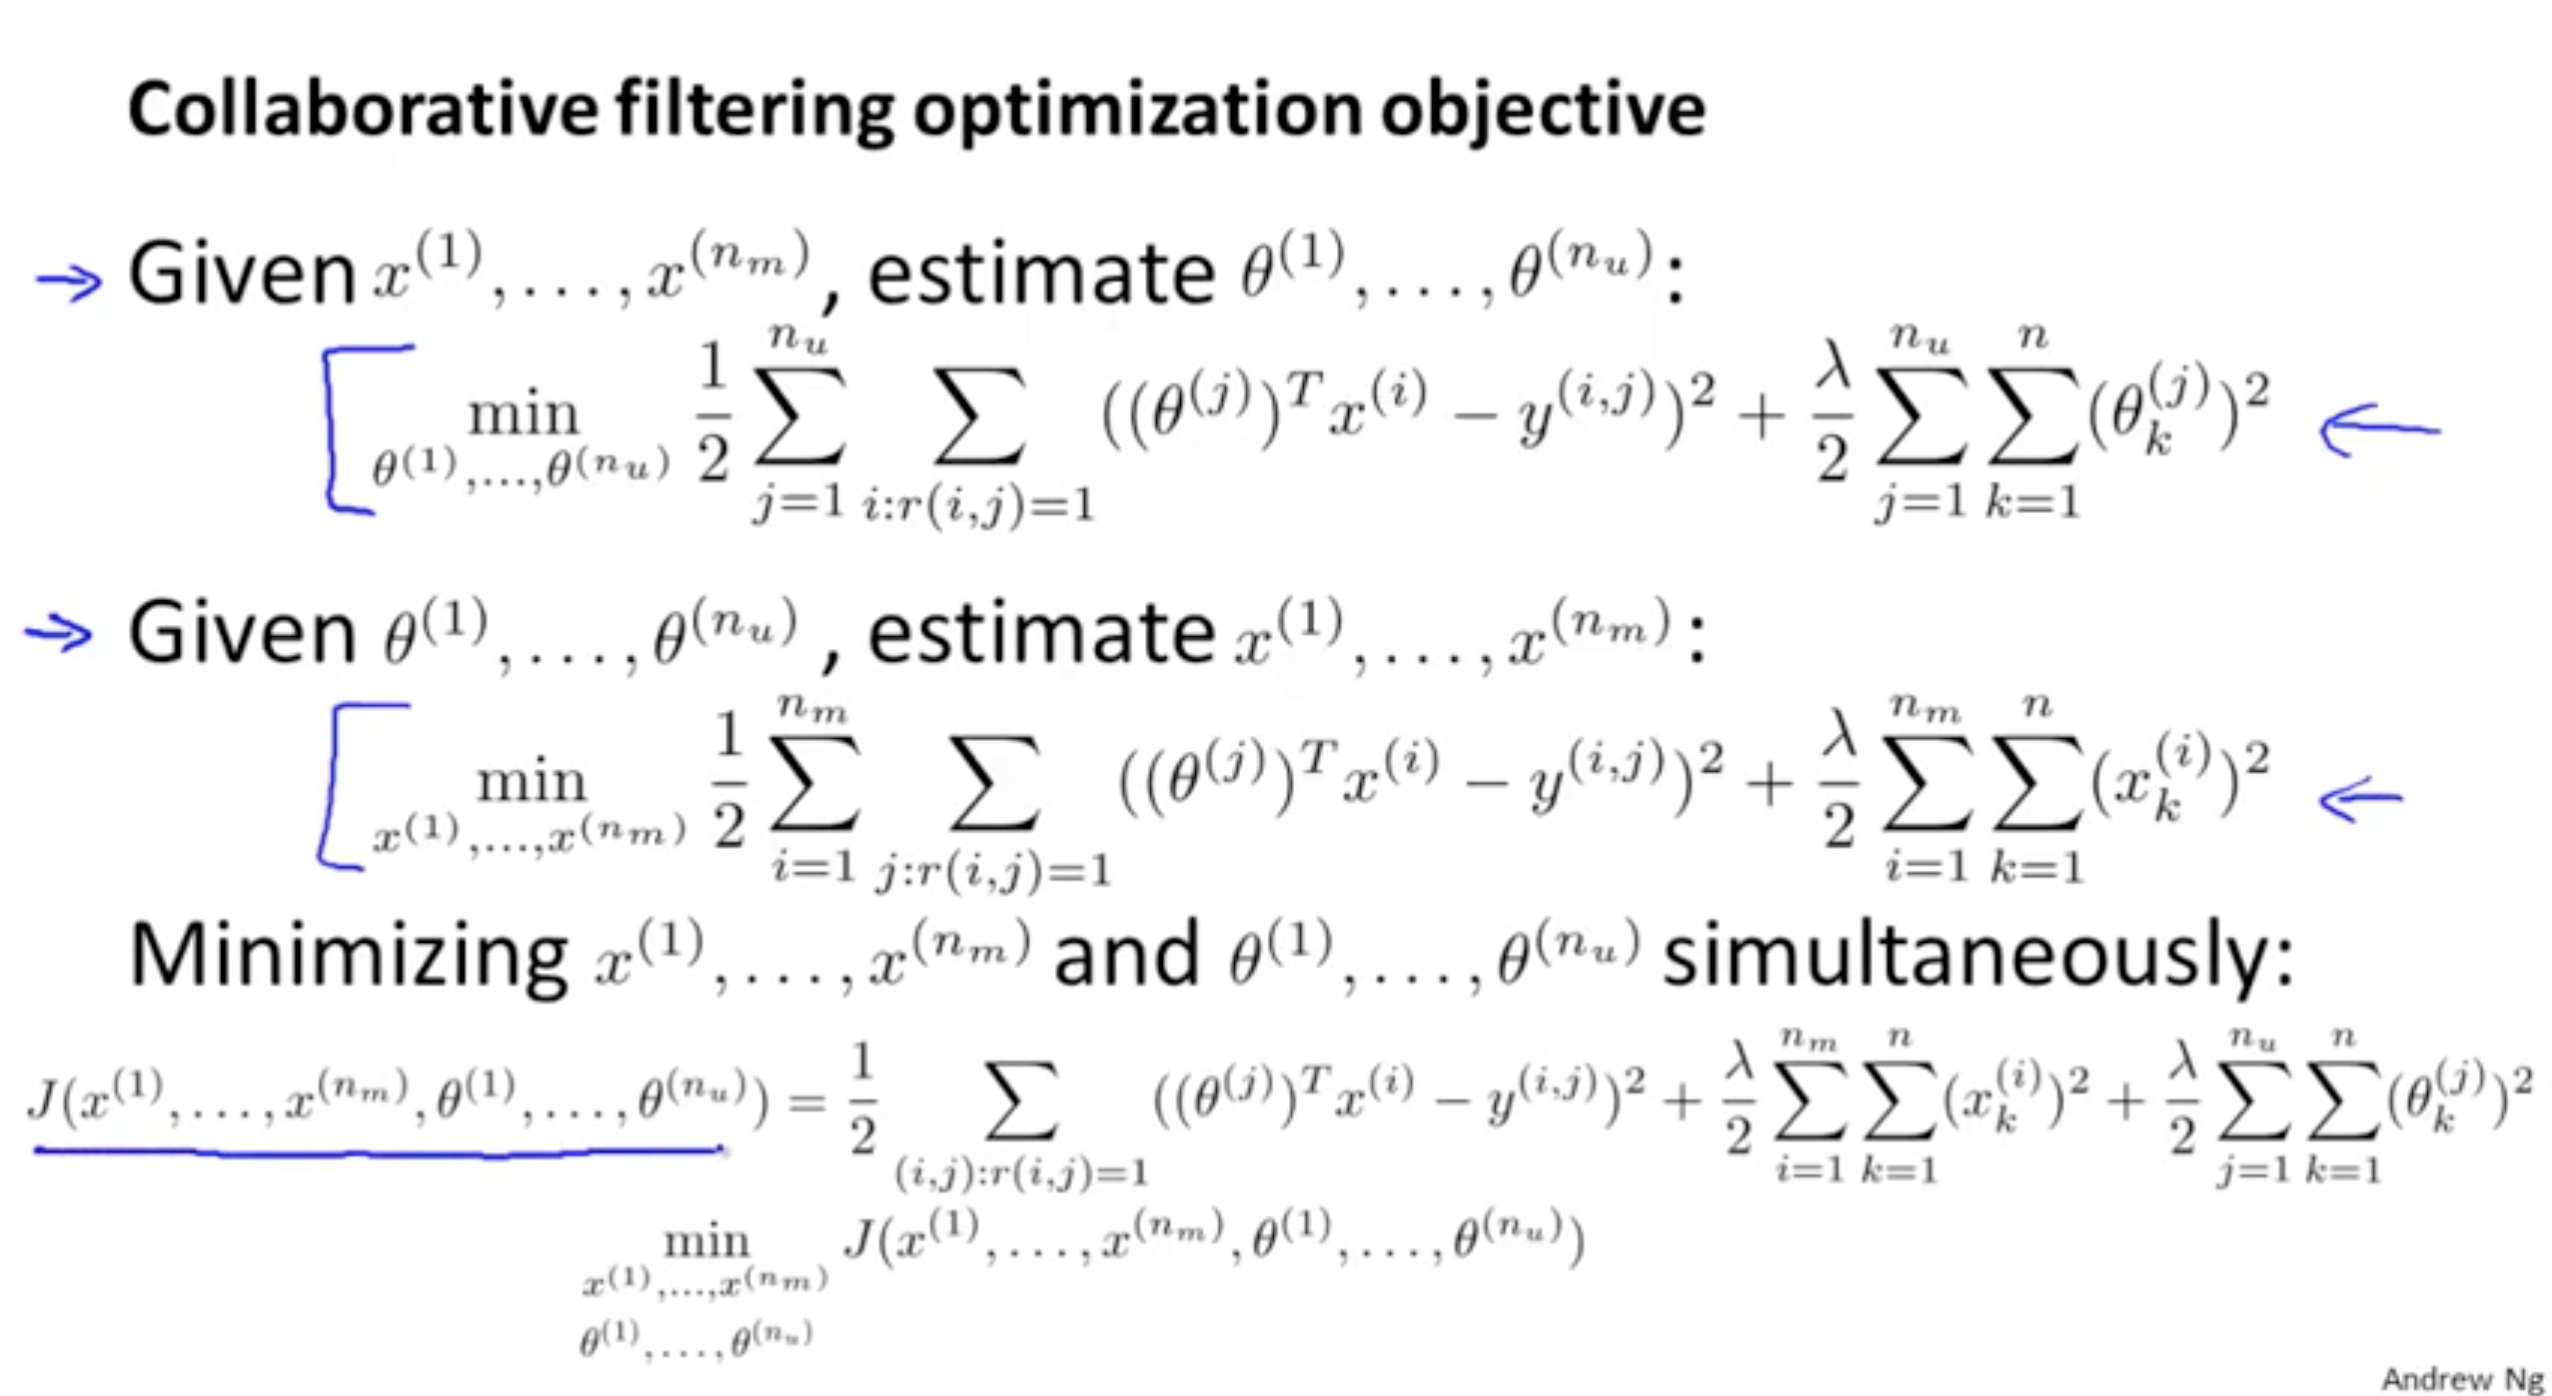 Collaborative filtering optimization objective
→ Given $x^{(1)}, \ldots, x^{(n_m)}$, estimate $\theta^{(1)}, \ldots, \theta^{(n_u)}$:
$\min_{\theta^{(1)},\ldots,\theta^{(n_u)}} \frac{1}{2} \sum_{j=1}^{n_u} \sum_{i:r(i,j)=1} ((\theta^{(j)})^T x^{(i)} - y^{(i,j)})^2 + \frac{\lambda}{2} \sum_{j=1}^{n_u} \sum_{k=1}^{n} (\theta_k^{(j)})^2$ ←
→ Given $\theta^{(1)}, \ldots, \theta^{(n_u)}$, estimate $x^{(1)}, \ldots, x^{(n_m)}$:
$\min_{x^{(1)},\ldots,x^{(n_m)}} \frac{1}{2} \sum_{i=1}^{n_m} \sum_{j:r(i,j)=1} ((\theta^{(j)})^T x^{(i)} - y^{(i,j)})^2 + \frac{\lambda}{2} \sum_{i=1}^{n_m} \sum_{k=1}^{n} (x_k^{(i)})^2$ ←
Minimizing $x^{(1)}, \ldots, x^{(n_m)}$ and $\theta^{(1)}, \ldots, \theta^{(n_u)}$ simultaneously:
$J(x^{(1)}, \ldots, x^{(n_m)}, \theta^{(1)}, \ldots, \theta^{(n_u)}) = \frac{1}{2} \sum_{(i,j):r(i,j)=1} ((\theta^{(j)})^T x^{(i)} - y^{(i,j)})^2 + \frac{\lambda}{2} \sum_{i=1}^{n_m} \sum_{k=1}^{n} (x_k^{(i)})^2 + \frac{\lambda}{2} \sum_{j=1}^{n_u} \sum_{k=1}^{n} (\theta_k^{(j)})^2$
$\min_{x^{(1)},\ldots,x^{(n_m)} \\ \theta^{(1)},\ldots,\theta^{(n_u)}} J(x^{(1)}, \ldots, x^{(n_m)}, \theta^{(1)}, \ldots, \theta^{(n_u)})$
Andrew Ng